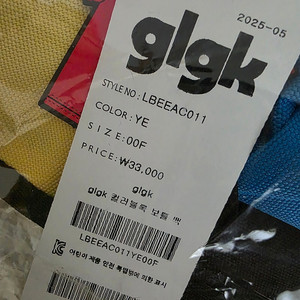 2025-05
glgk
STYLE NO: LBEEAC011
COLOR: YE
SIZE: 00F
PRICE: ₩33,000
glgk
glgk 컬러블록 보틀 백
LBEEAC011YE00F
어린이 제품 안전 특별법에 의한 표시